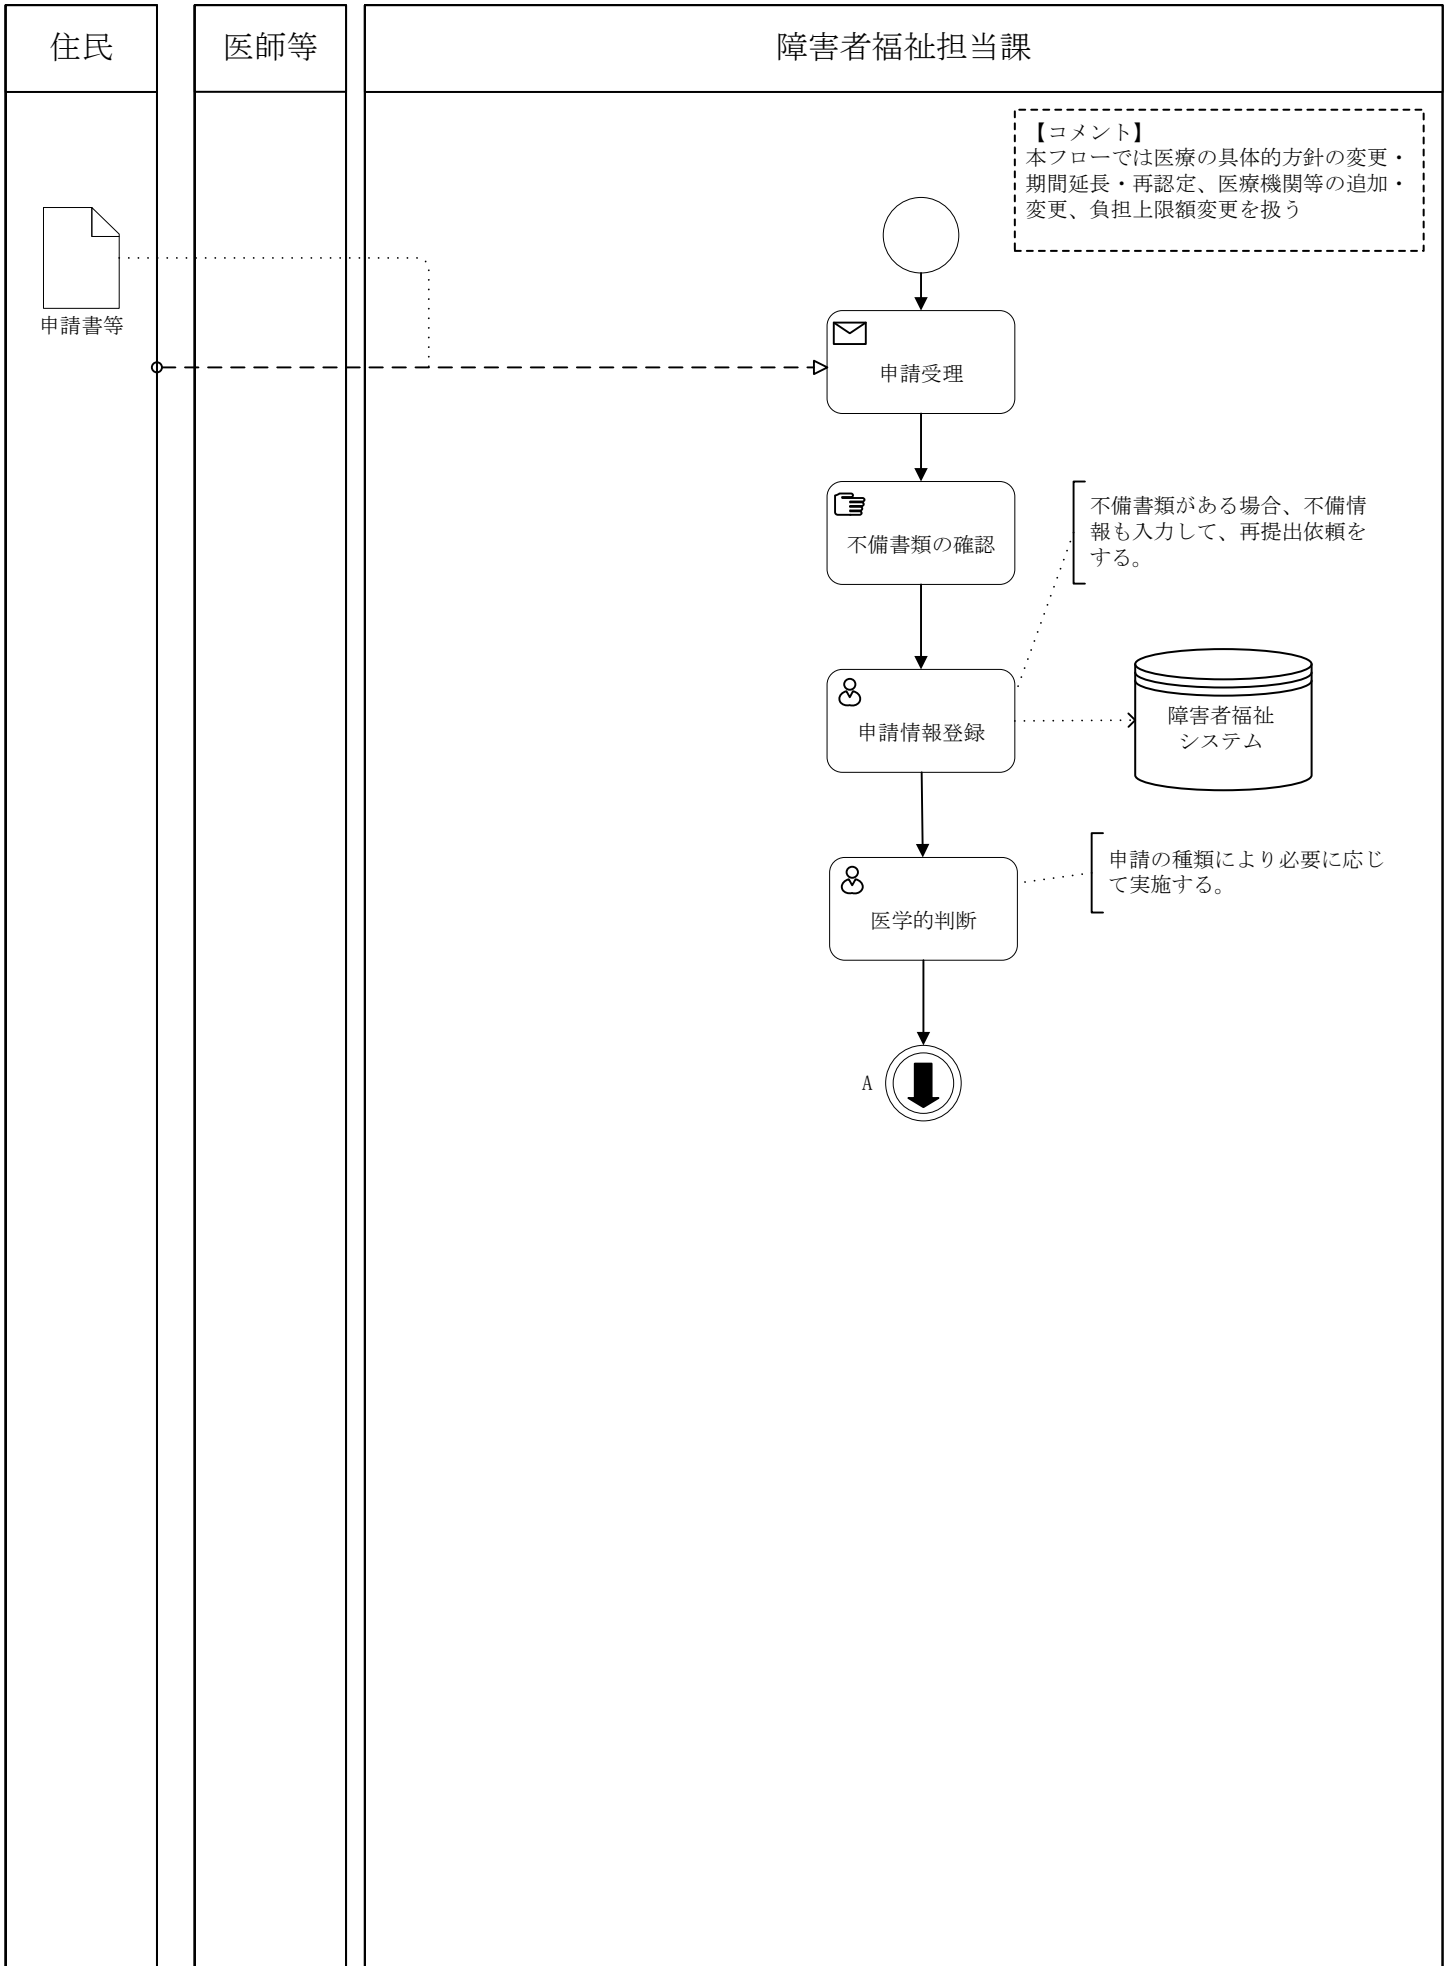 住民
医師等
障害者福祉担当課
【コメント】
本フローでは医療の具体的方針の変更・
期間延長・再認定、医療機関等の追加・
変更、負担上限額変更を扱う
申請書等
申請受理
不備書類の確認
不備書類がある場合、不備情
報も入力して、再提出依頼を
する。
申請情報登録
障害者福祉
システム
医学的判断
申請の種類により必要に応じ
て実施する。
A